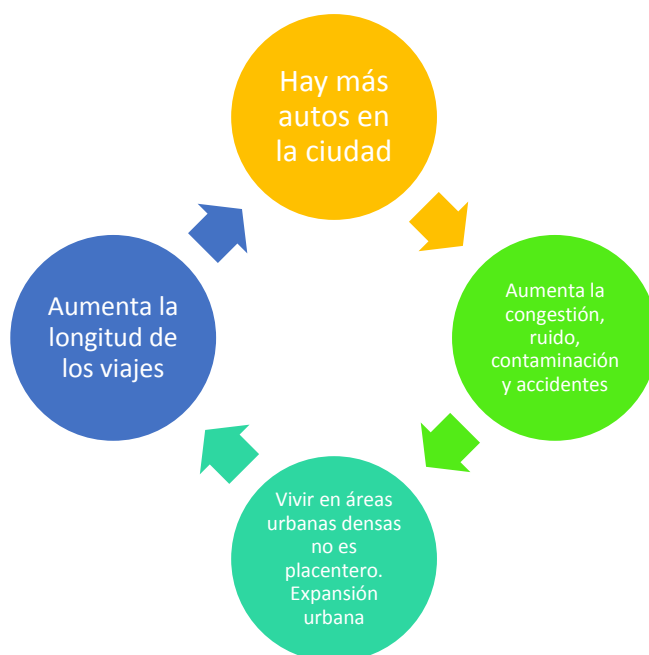 Hay más
autos en
la ciudad
Aumenta la
congestión,
ruido,
contaminación
y accidentes
Vivir en áreas
urbanas densas
no es
placentero.
Expansión
urbana
Aumenta la
longitud de
los viajes